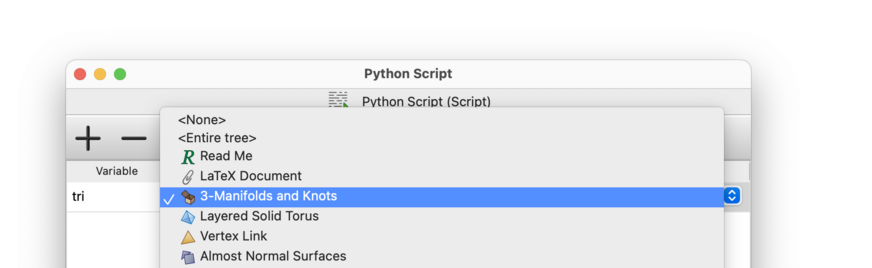 Python Script
Python Script (Script)
<None>
<Entire tree>
Read Me
LaTeX Document
Variable
tri
3-Manifolds and Knots
Layered Solid Torus
Vertex Link
Almost Normal Surfaces